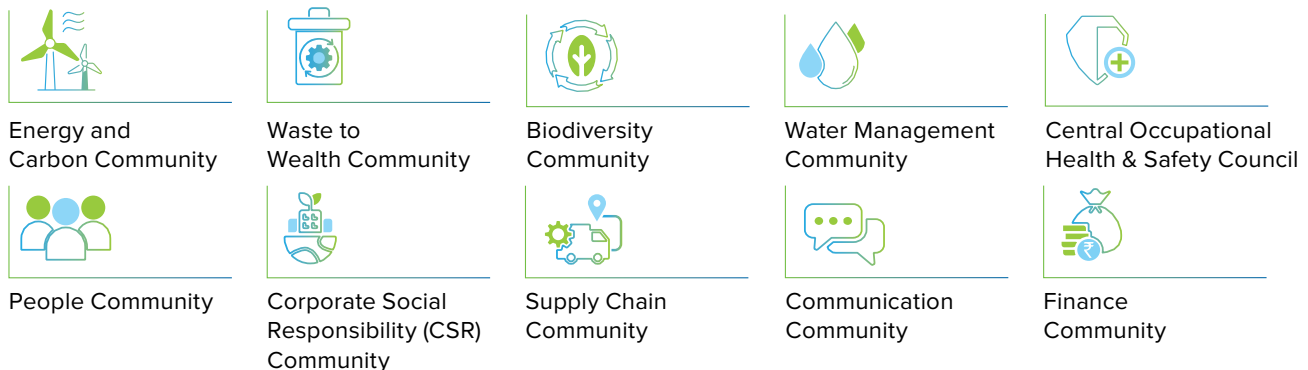 Energy and
Carbon Community
Waste to
Wealth Community
Biodiversity
Community
Water Management
Community
Central Occupational
Health & Safety Council
People Community
Corporate Social
Responsibility (CSR)
Community
Supply Chain
Community
Communication
Community
₹
Finance
Community